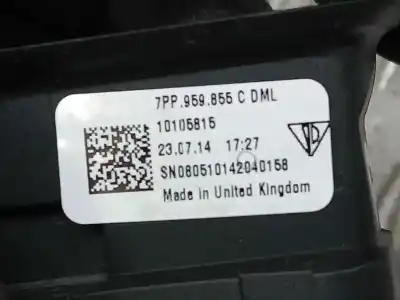 7PP.959.855 C DML
10105815
23.07.14 17:27
SN080510142040158
Made in United Kingdom